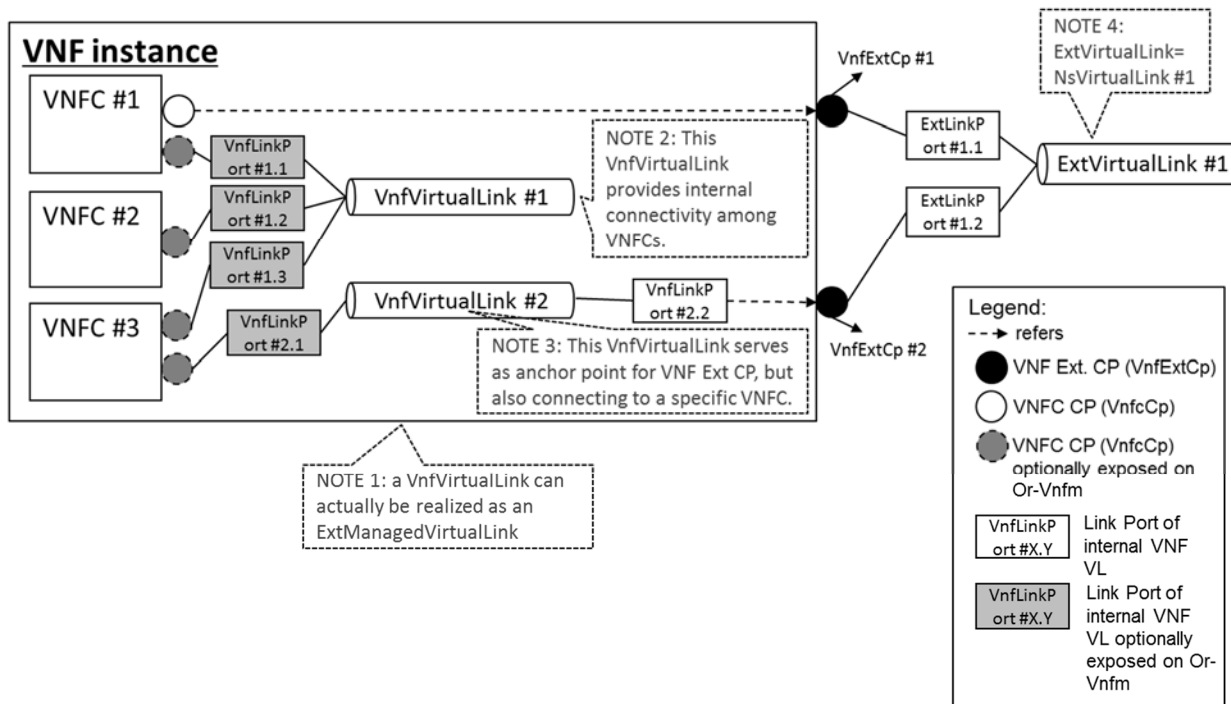 VNF instance
VNFC #1
VNFC #2
VNFC #3
VnfLinkP
ort #1.1
VnfLinkP
ort #1.2
VnfLinkP
ort #1.3
VnfLinkP
ort #2.1
VnfVirtualLink #1
VnfVirtualLink #2
NOTE 2: This
VnfVirtualLink
provides internal
connectivity among
VNFCs.
VnfLinkP
ort #2.2
NOTE 3: This VnfVirtualLink serves
as anchor point for VNF Ext CP, but
also connecting to a specific VNFC.
NOTE 1: a VnfVirtualLink can
actually be realized as an
ExtManagedVirtualLink
VnfExtCp #1
VnfExtCp #2
ExtLinkP
ort #1.1
ExtLinkP
ort #1.2
NOTE 4:
ExtVirtualLink=
NsVirtualLink #1
ExtVirtualLink #1
Legend:
refers
VNF Ext. CP (VnfExtCp)
VNFC CP (VnfcCp)
VNFC CP (VnfcCp)
optionally exposed on
Or-Vnfm
VnfLinkP
ort #X.Y
Link Port of
internal VNF
VL
VnfLinkP
ort #X.Y
Link Port of
internal VNF
VL optionally
exposed on Or-
Vnfm